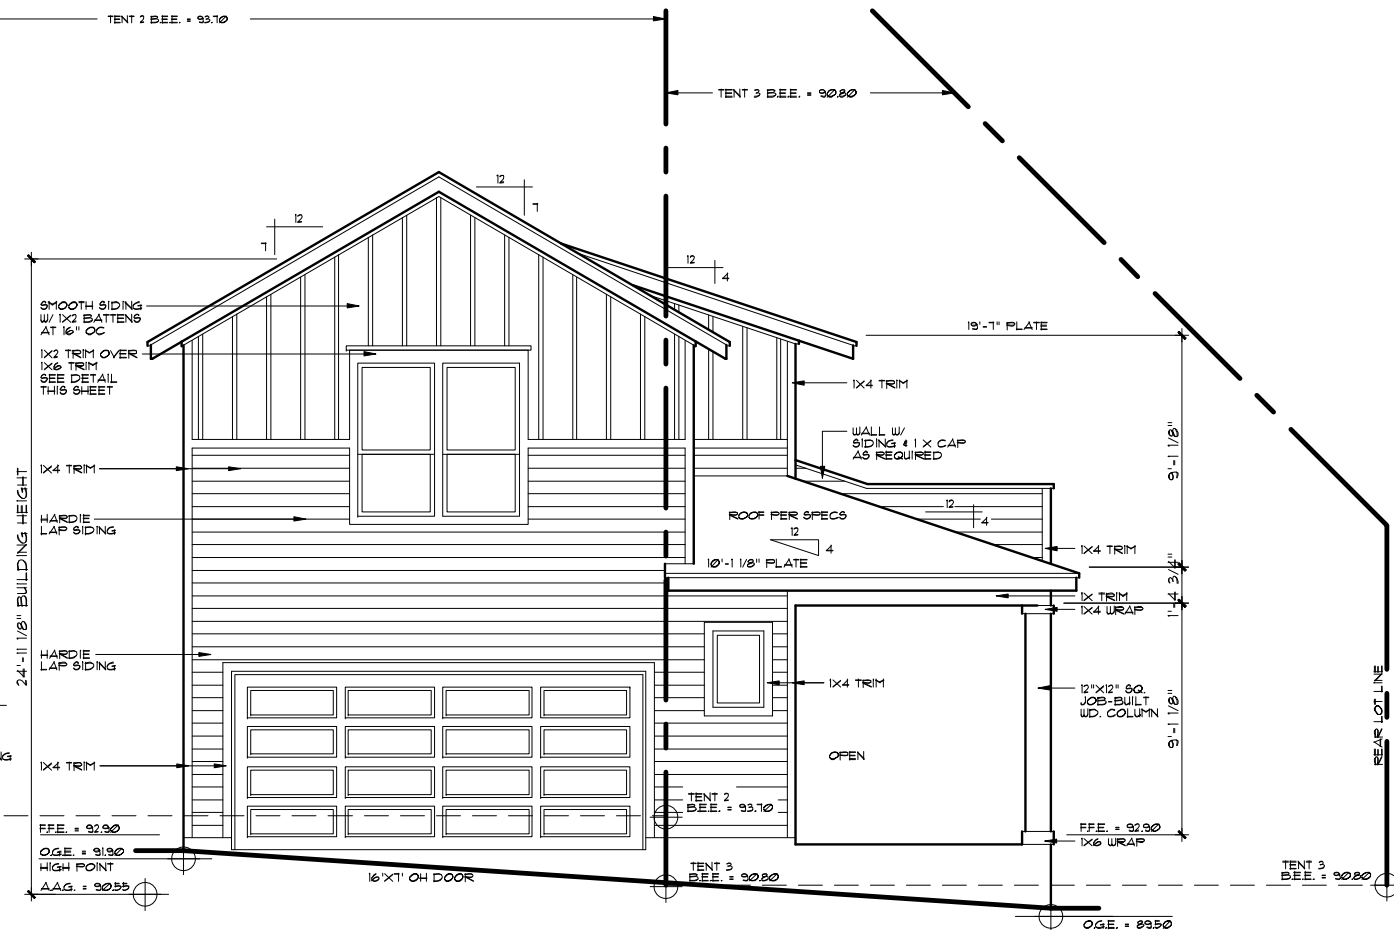 TENT 2 B.E.E. = 93.70
TENT 3 B.E.E. = 90.80
12
7
12
7
12
4
SMOOTH SIDING
W/ 1X2 BATTENS
AT 16" OC
1X2 TRIM OVER
1X6 TRIM
SEE DETAIL
THIS SHEET
19'-7" PLATE
1X4 TRIM
WALL W/
SIDING & 1 X CAP
AS REQUIRED
9'-1 1/8"
1X4 TRIM
24'-11 1/8" BUILDING HEIGHT
HARDIE
LAP SIDING
ROOF PER SPECS
12
4
12
4
10'-1 1/8" PLATE
1X4 TRIM
1'-4 3/4"
1X TRIM
1X4 WRAP
HARDIE
LAP SIDING
1X4 TRIM
12"X12" SQ.
JOB-BUILT
WD. COLUMN
9'-1 1/8"
REAR LOT LINE
G
1X4 TRIM
OPEN
TENT 2
B.E.E. = 93.70
F.F.E. = 92.90
F.F.E. = 92.90
1X6 WRAP
O.G.E. = 91.90
HIGH POINT
A.A.G. = 90.55
16'X7' OH DOOR
TENT 3
B.E.E. = 90.80
TENT 3
B.E.E. = 90.80
O.G.E. = 89.50